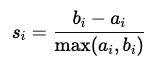 s_i = \frac{b_i - a_i}{\max(a_i, b_i)}